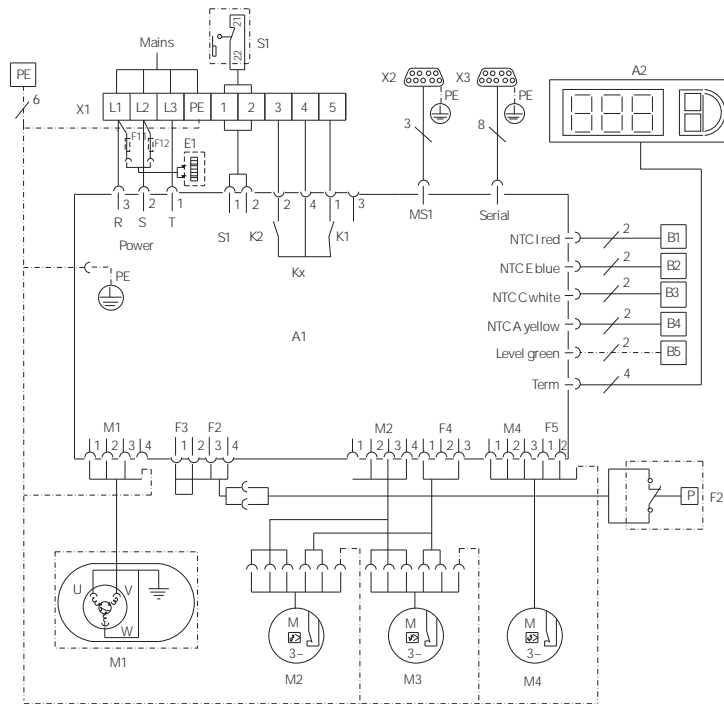 21
22
S1
Mains
PE
6
X1 L1 L2 L3 PE 1 2 3 4 5
F11 F12
E1
X2 X3
PE PE
3 8
A2
3 2 1 1 2 2 4 1 3
R S T
Power
S1 K2 K1
Kx
MS1 Serial
PE
A1
NTC I red 2 B1
NTC E blue 2 B2
NTC C white 2 B3
NTC A yellow 2 B4
Level green 2 B5
Term 4
M1 F3 F2 M2 F4 M4 F5
1 2 3 4 1 2 3 4 1 2 3 4 1 2 3 1 2 3 1 2
P F2
U V
W
M1
M
3~
M2
M
3~
M3
M
3~
M4